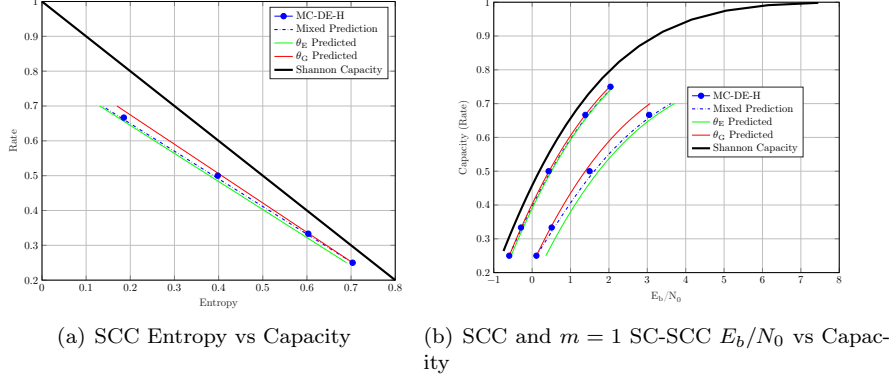 1
0.9
0.8
0.7
0.6
0.5
0.4
0.3
0.2
0
0.1
0.2
0.3
0.4
0.5
0.6
0.7
0.8
Rate
Entropy
MC-DE-H
Mixed Prediction
θE Predicted
θG Predicted
Shannon Capacity
(a) SCC Entropy vs Capacity
1
0.9
0.8
0.7
0.6
0.5
0.4
0.3
0.2
−1
0
1
2
3
4
5
6
7
8
Capacity (Rate)
Eb/N0
MC-DE-H
Mixed Prediction
θE Predicted
θG Predicted
Shannon Capacity
(b) SCC and m = 1 SC-SCC Eb/N0 vs Capac-
ity